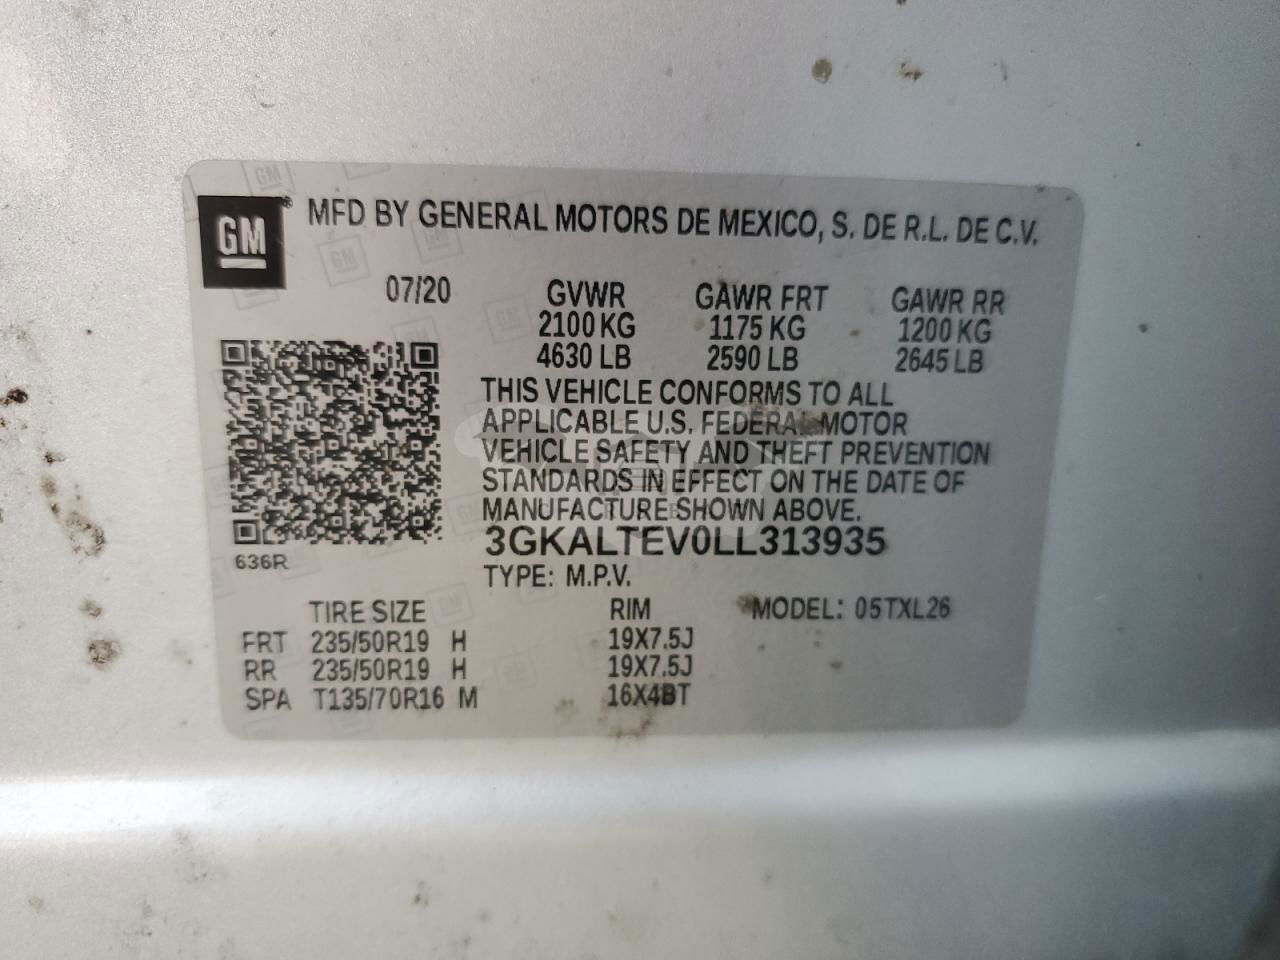 GM
MFD BY GENERAL MOTORS DE MEXICO, S. DE R.L. DE C.V.
07/20 GVWR GAWR FRT GAWR RR
2100 KG 1175 KG 1200 KG
4630 LB 2590 LB 2645 LB
THIS VEHICLE CONFORMS TO ALL
APPLICABLE U.S. FEDERAL MOTOR
VEHICLE SAFETY AND THEFT PREVENTION
STANDARDS IN EFFECT ON THE DATE OF
MANUFACTURE SHOWN ABOVE.
3GKALTEV0LL313935
636R
TYPE: M.P.V.
TIRE SIZE RIM MODEL: 05TXL26
FRT 235/50R19 H 19X7.5J
RR 235/50R19 H 19X7.5J
SPA T135/70R16 M 16X4BT